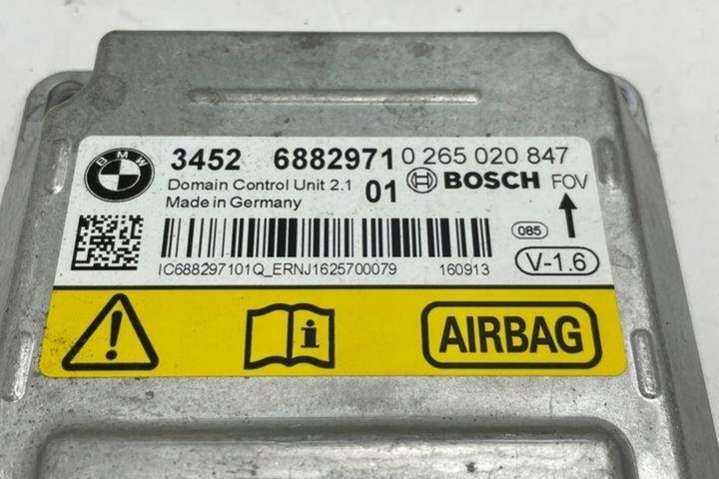 BMW
3452 6882971 0 265 020 847
Domain Control Unit 2.1 01 BOSCH FOV
Made in Germany
085
IC688297101Q_ERNJ1625700079 160913 V-1.6
AIRBAG